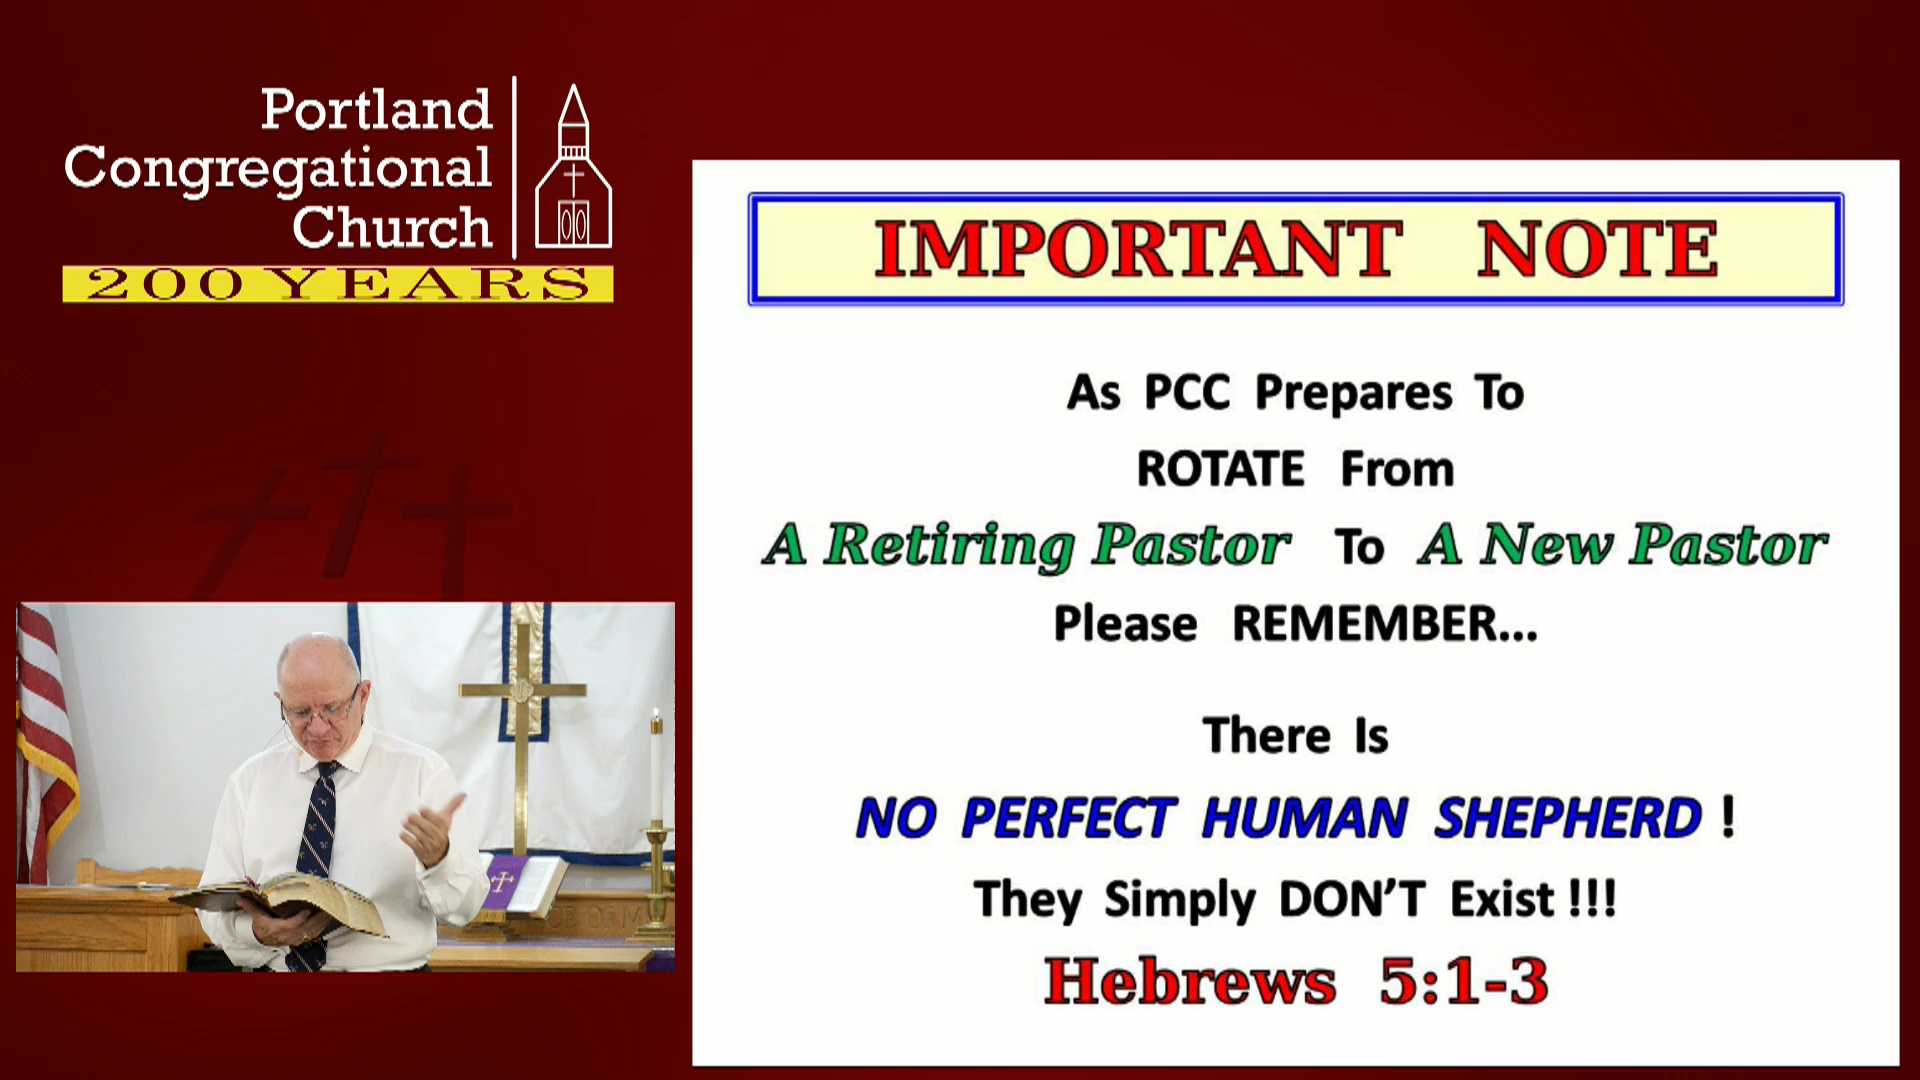 Portland
Congregational
Church
200 YEARS
IMPORTANT NOTE
As PCC Prepares To
ROTATE From
A Retiring Pastor To A New Pastor
Please REMEMBER...
There Is
NO PERFECT HUMAN SHEPHERD !
They Simply DON'T Exist !!!
Hebrews 5:1-3